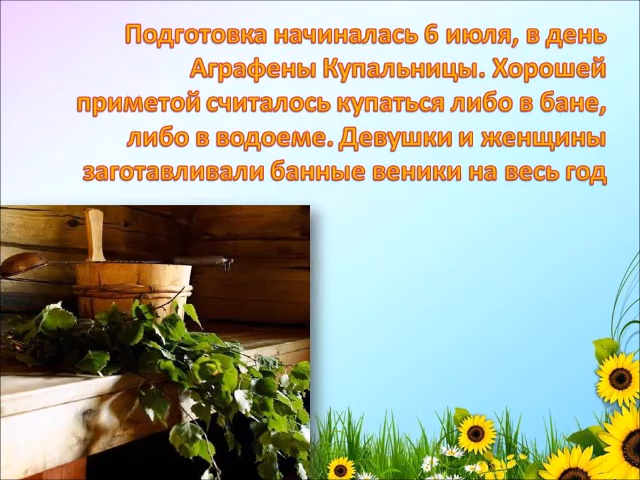 Подготовка начиналась 6 июля, в день
Аграфены Купальницы. Хорошей
приметой считалось купаться либо в бане,
либо в водоеме. Девушки и женщины
заготавливали банные веники на весь год